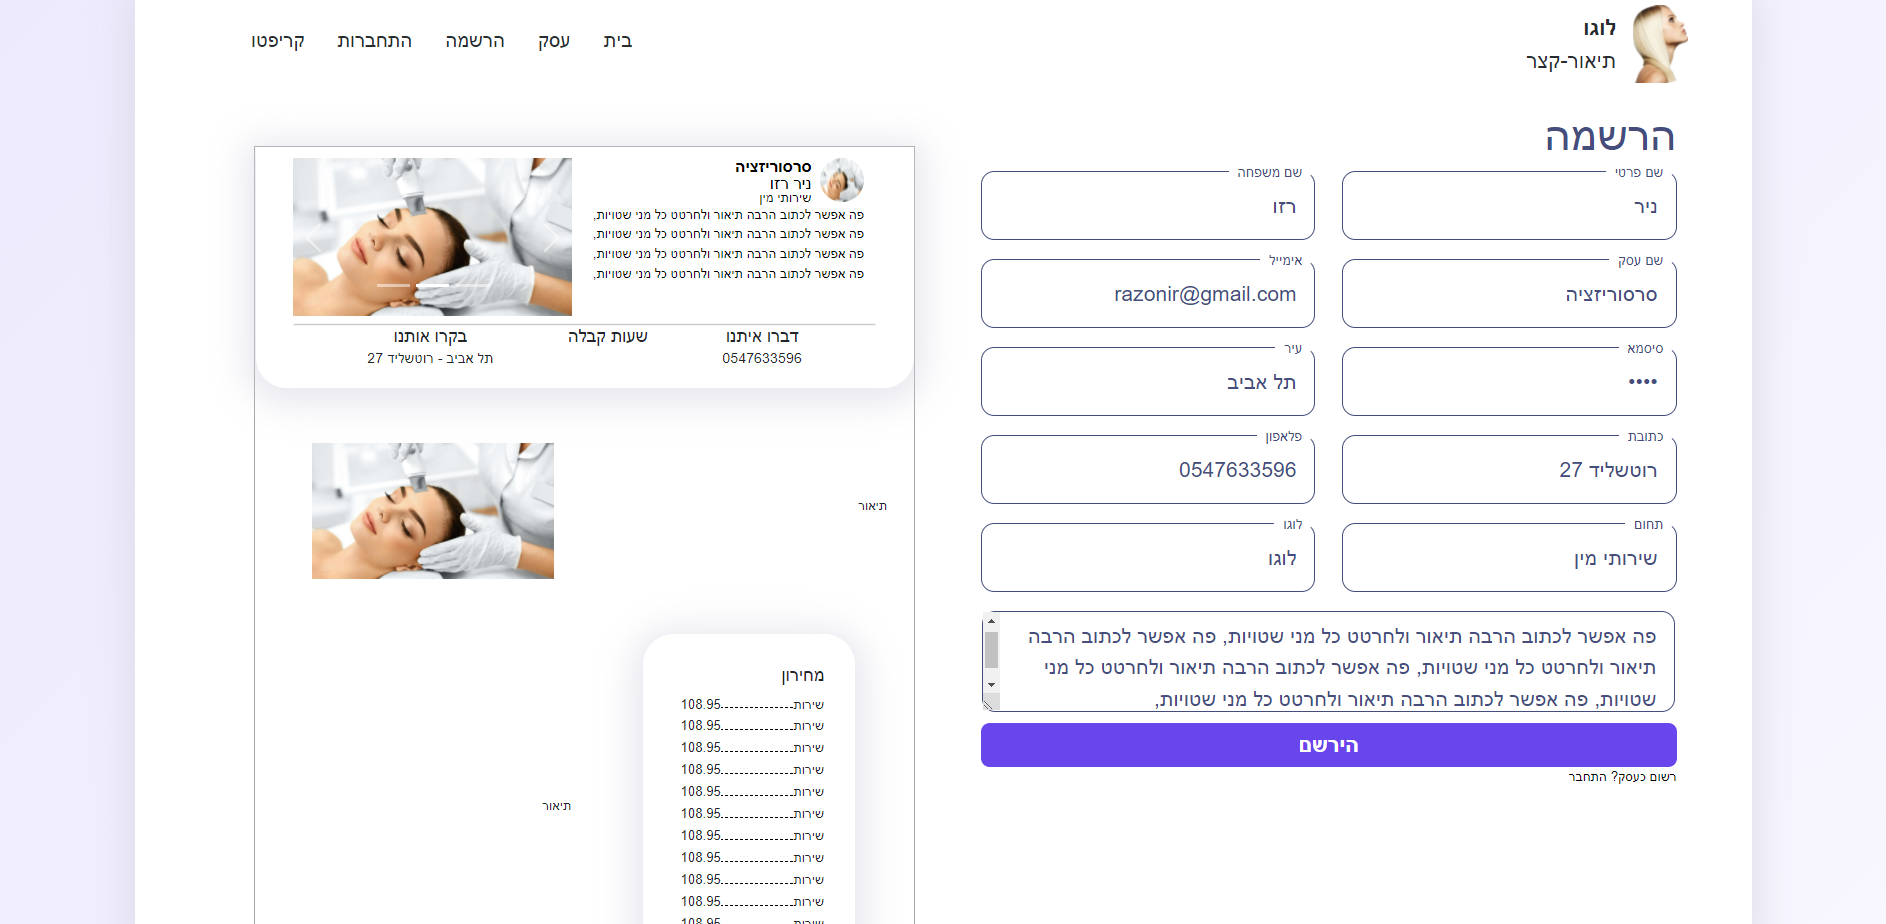 לוגו
תיאור-קצר
בית
עסק
הרשמה
התחברות
קריפטו
הרשמה
שם פרטי
ניר
שם משפחה
רזו
שם עסק
סרסוריזציה
אימייל
razonir@gmail.com
סיסמא
••••
עיר
תל אביב
כתובת
רוטשליד 27
פלאפון
0547633596
תחום
שירותי מין
לוגו
לוגו
פה אפשר לכתוב הרבה תיאור ולחרטט כל מני שטויות, פה אפשר לכתוב הרבה
תיאור ולחרטט כל מני שטויות, פה אפשר לכתוב הרבה תיאור ולחרטט כל מני
שטויות, פה אפשר לכתוב הרבה תיאור ולחרטט כל מני שטויות,
הירשם
רשום כעסק? התחבר
סרסוריזציה
ניר רזו
שירותי מין
פה אפשר לכתוב הרבה תיאור ולחרטט כל מני שטויות,
פה אפשר לכתוב הרבה תיאור ולחרטט כל מני שטויות,
פה אפשר לכתוב הרבה תיאור ולחרטט כל מני שטויות,
פה אפשר לכתוב הרבה תיאור ולחרטט כל מני שטויות,
דברו איתנו
0547633596
שעות קבלה
בקרו אותנו
תל אביב - רוטשליד 27
תיאור
מחירון
שירות 108.95
שירות 108.95
שירות 108.95
שירות 108.95
שירות 108.95
שירות 108.95
שירות 108.95
שירות 108.95
שירות 108.95
שירות 108.95
שירות 108.95
תיאור